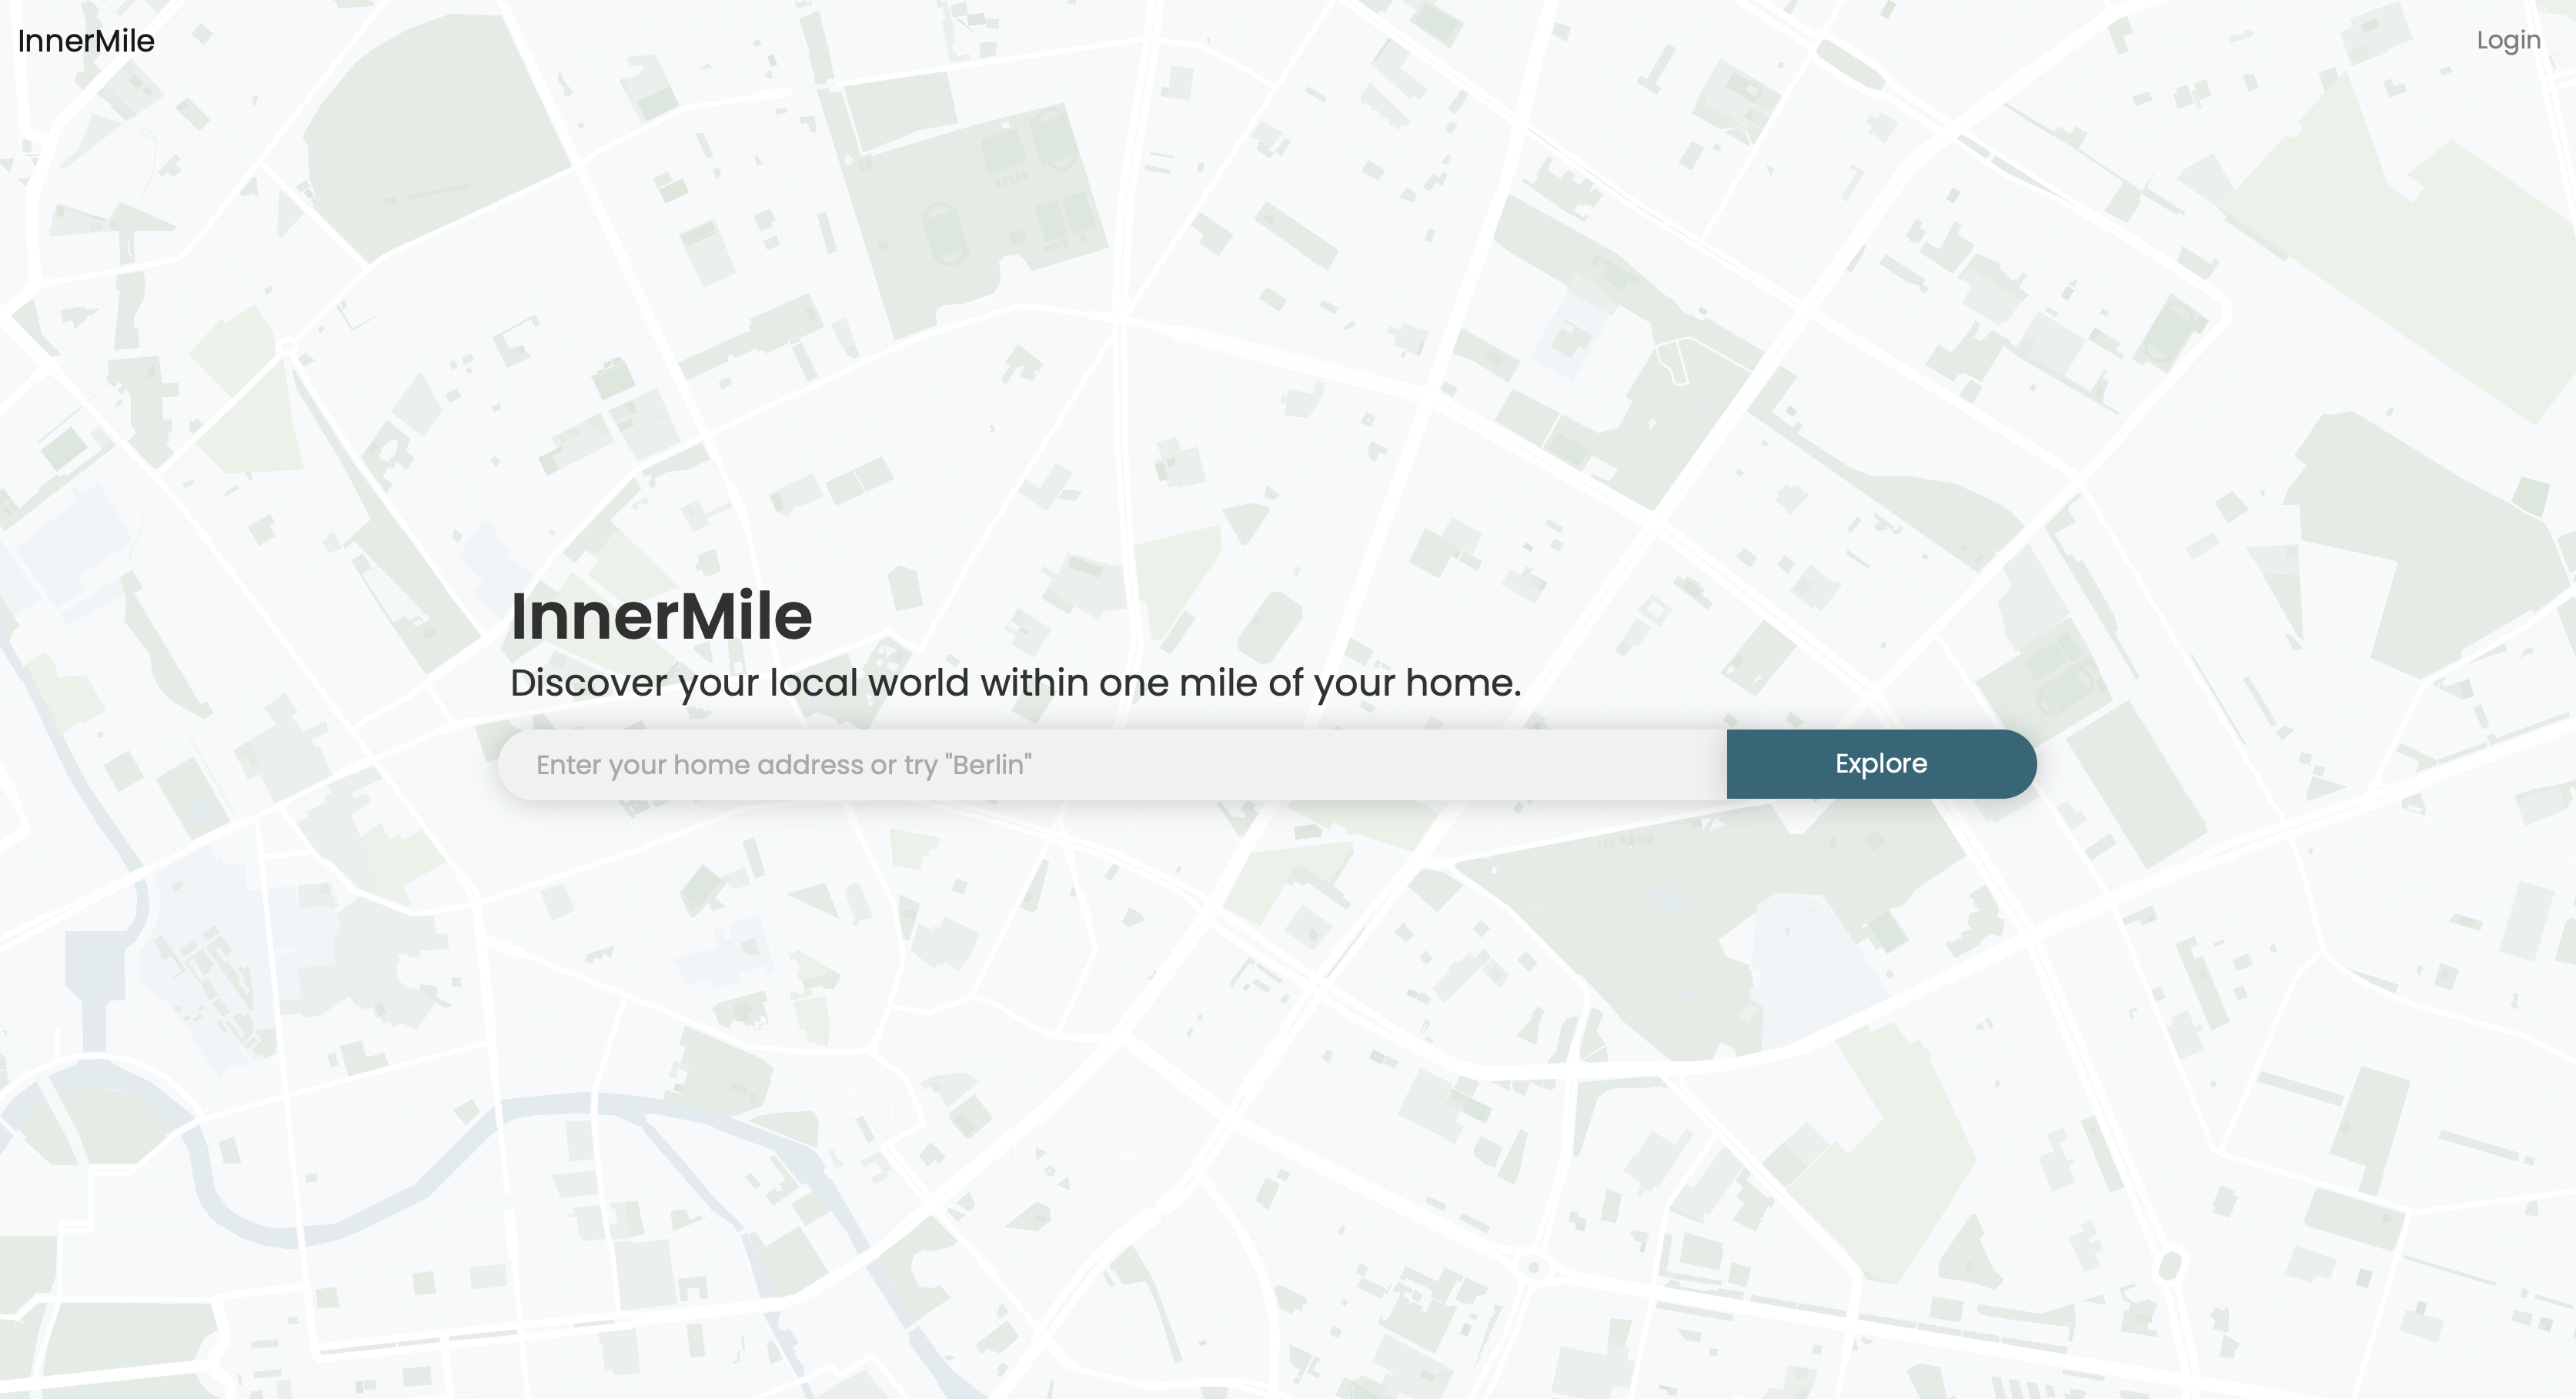 InnerMile
Login
InnerMile
Discover your local world within one mile of your home.
Enter your home address or try "Berlin"
Explore